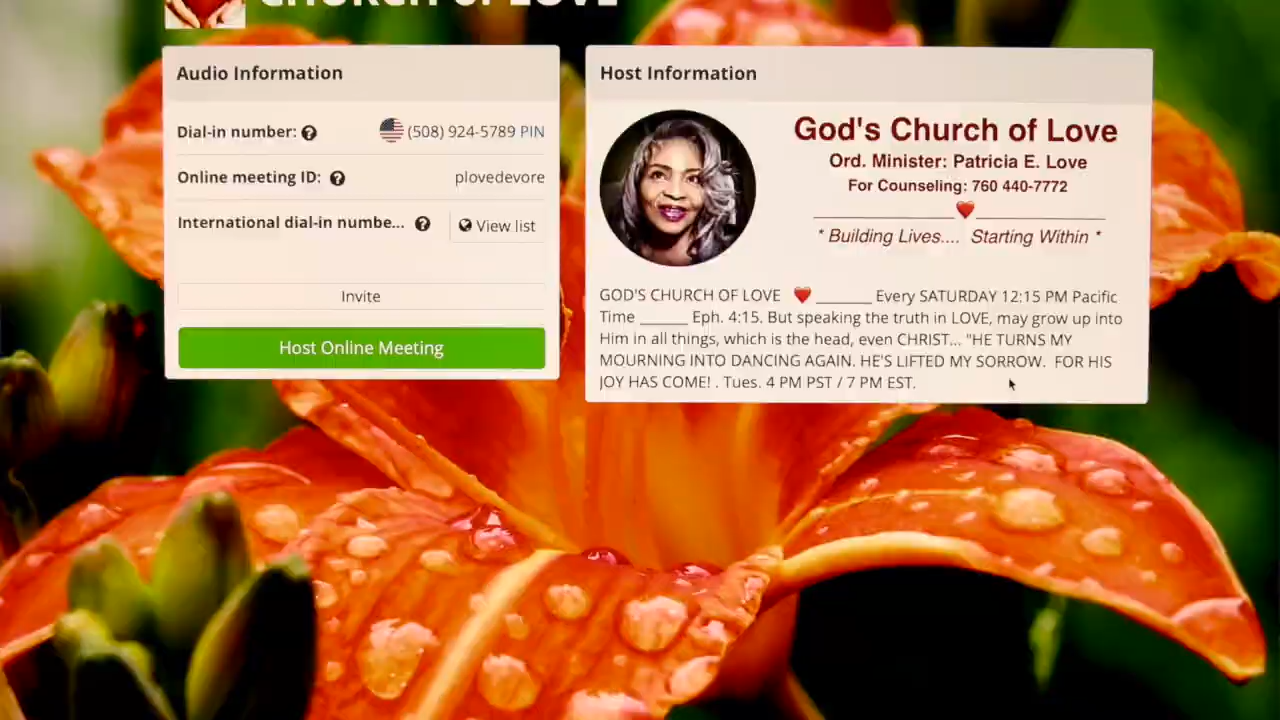 CHURCH of LOVE
Audio Information
Dial-in number:
(508) 924-5789 PIN
Online meeting ID:
plovedevore
International dial-in numbe...
View list
Invite
Host Online Meeting
Host Information
God's Church of Love
Ord. Minister: Patricia E. Love
For Counseling: 760 440-7772
* Building Lives.... Starting Within *
GOD'S CHURCH OF LOVE ❤️ ______ Every SATURDAY 12:15 PM Pacific
Time _____ Eph. 4:15. But speaking the truth in LOVE, may grow up into
Him in all things, which is the head, even CHRIST... "HE TURNS MY
MOURNING INTO DANCING AGAIN. HE'S LIFTED MY SORROW. FOR HIS
JOY HAS COME! . Tues. 4 PM PST / 7 PM EST.